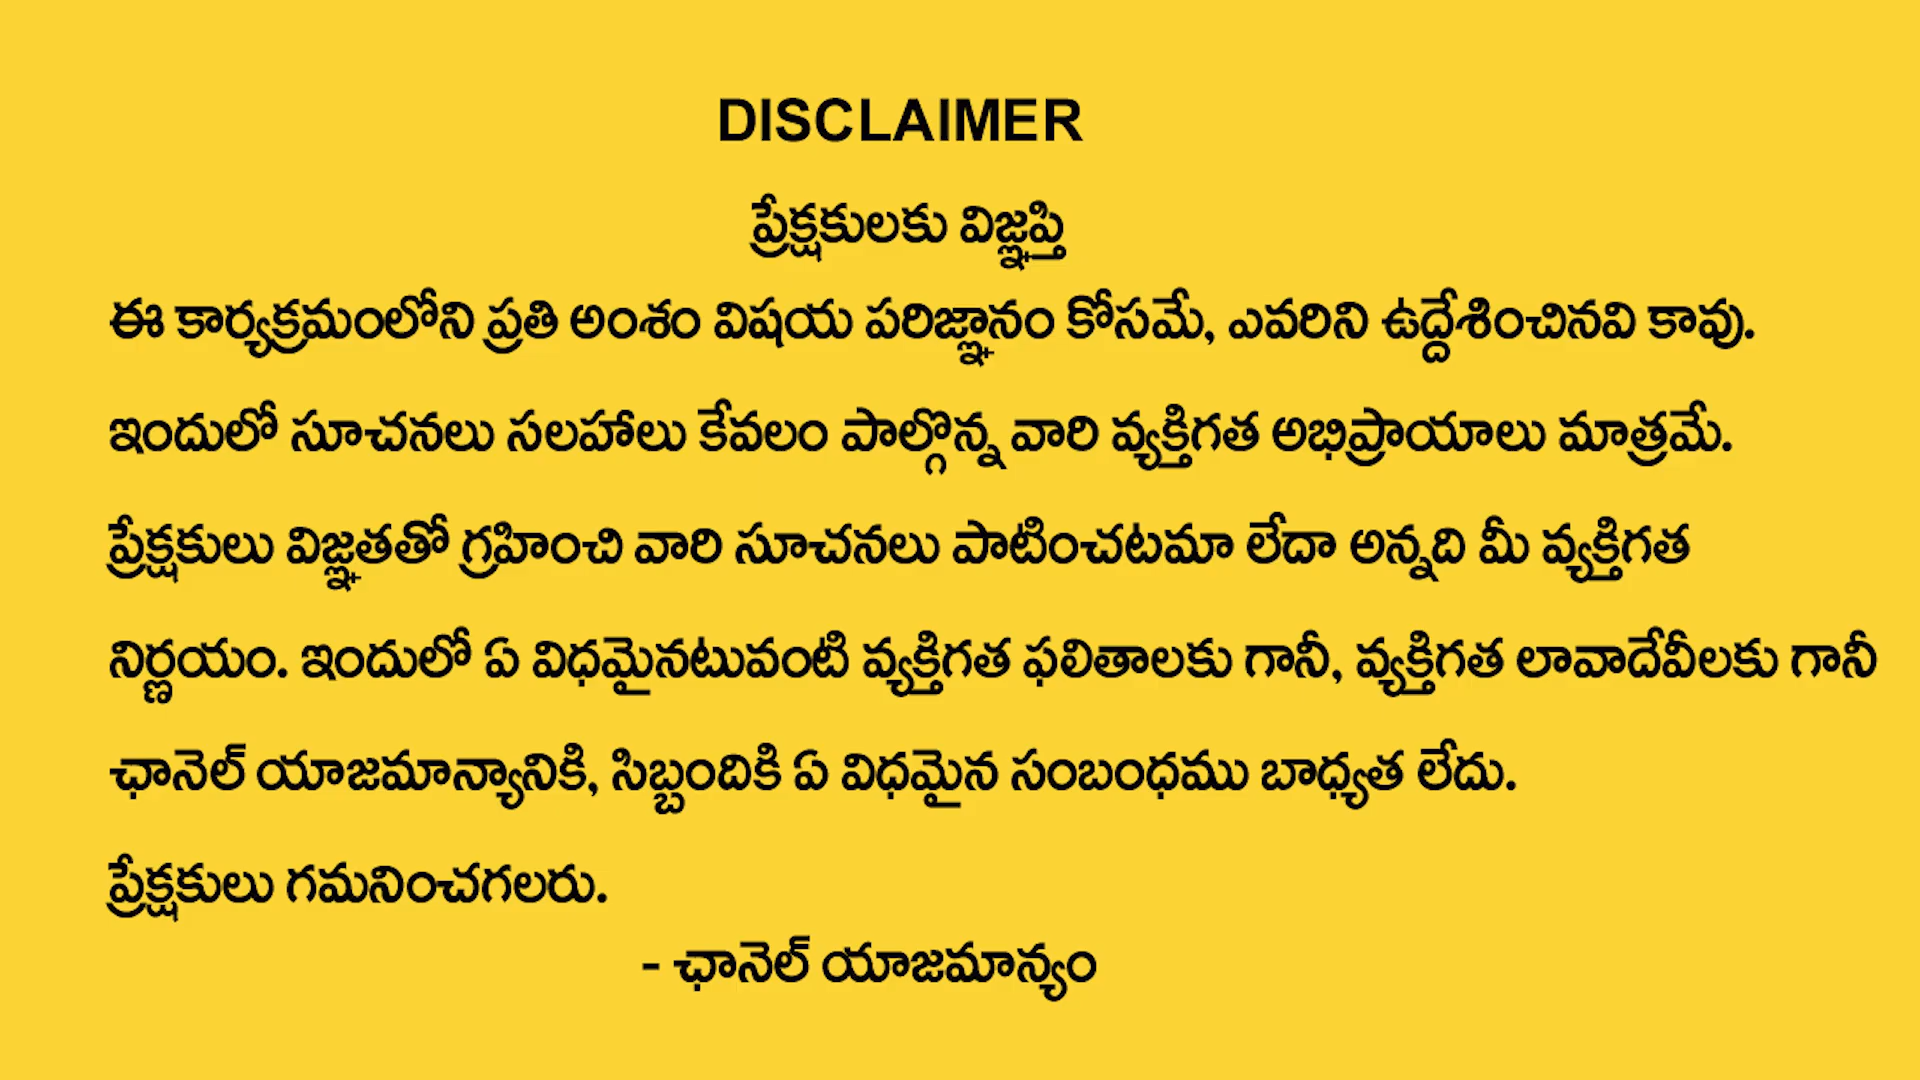 DISCLAIMER
ప్రేక్షకులకు విజ్ఞప్తి
ఈ కార్యక్రమంలోని ప్రతి అంశం విషయ పరిజ్ఞానం కోసమే, ఎవరిని ఉద్దేశించినవి కావు.
ఇందులో సూచనలు సలహాలు కేవలం పాల్గొన్న వారి వ్యక్తిగత అభిప్రాయాలు మాత్రమే.
ప్రేక్షకులు విజ్ఞతతో గ్రహించి వారి సూచనలు పాటించటమా లేదా అన్నది మీ వ్యక్తిగత
నిర్ణయం. ఇందులో ఏ విధమైనటువంటి వ్యక్తిగత ఫలితాలకు గానీ, వ్యక్తిగత లావాదేవీలకు గానీ
ఛానెల్ యాజమాన్యానికి, సిబ్బందికి ఏ విధమైన సంబంధము బాధ్యత లేదు.
ప్రేక్షకులు గమనించగలరు.
- ఛానెల్ యాజమాన్యం